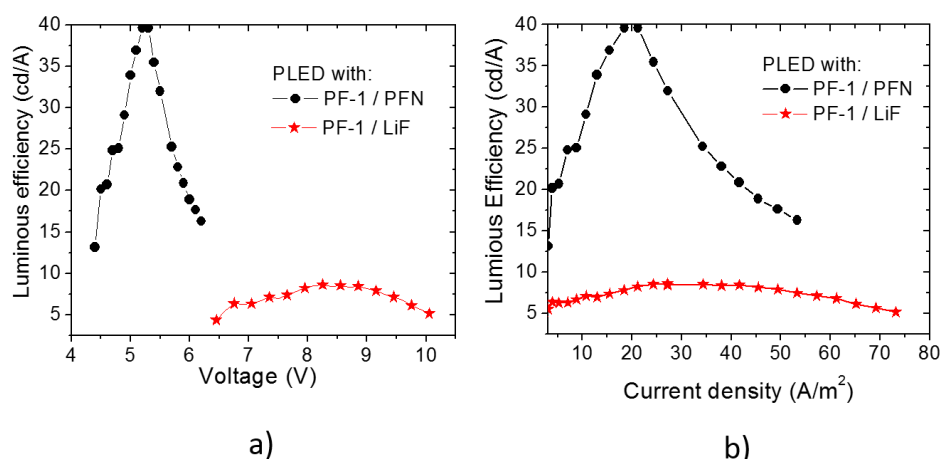 40
35
30
25
20
15
10
5
Luminous efficiency (cd/A)
PLED with:
PF-1 / PFN
PF-1 / LiF
4 5 6 7 8 9 10
Voltage (V)
a)
40
35
30
25
20
15
10
5
Lumious Efficiency (cd/A)
PLED with:
PF-1 / PFN
PF-1 / LiF
10 20 30 40 50 60 70 80
Current density (A/m²)
b)